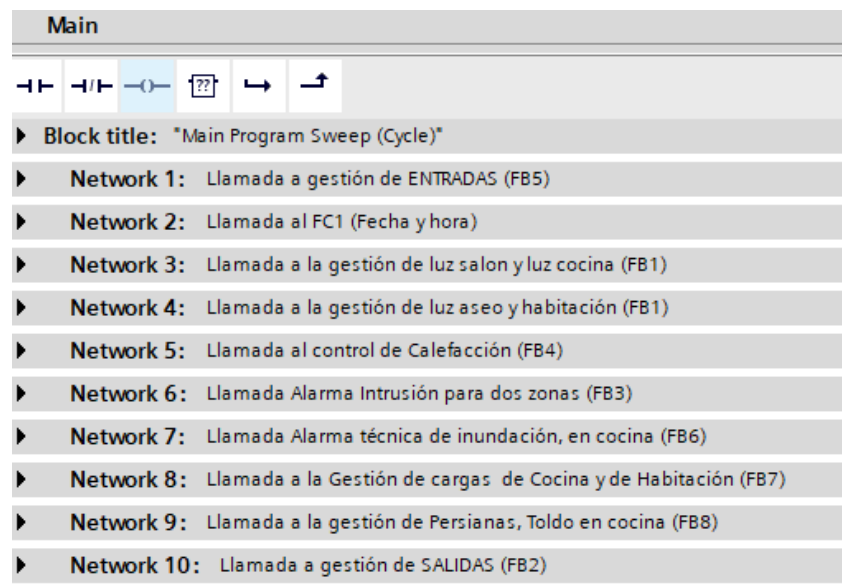 Main
??
Block title: "Main Program Sweep (Cycle)"
Network 1: Llamada a gestión de ENTRADAS (FB5)
Network 2: Llamada al FC1 (Fecha y hora)
Network 3: Llamada a la gestión de luz salon y luz cocina (FB1)
Network 4: Llamada a la gestión de luz aseo y habitación (FB1)
Network 5: Llamada al control de Calefacción (FB4)
Network 6: Llamada Alarma Intrusión para dos zonas (FB3)
Network 7: Llamada Alarma técnica de inundación, en cocina (FB6)
Network 8: Llamada a la Gestión de cargas de Cocina y de Habitación (FB7)
Network 9: Llamada a la gestión de Persianas, Toldo en cocina (FB8)
Network 10: Llamada a gestión de SALIDAS (FB2)